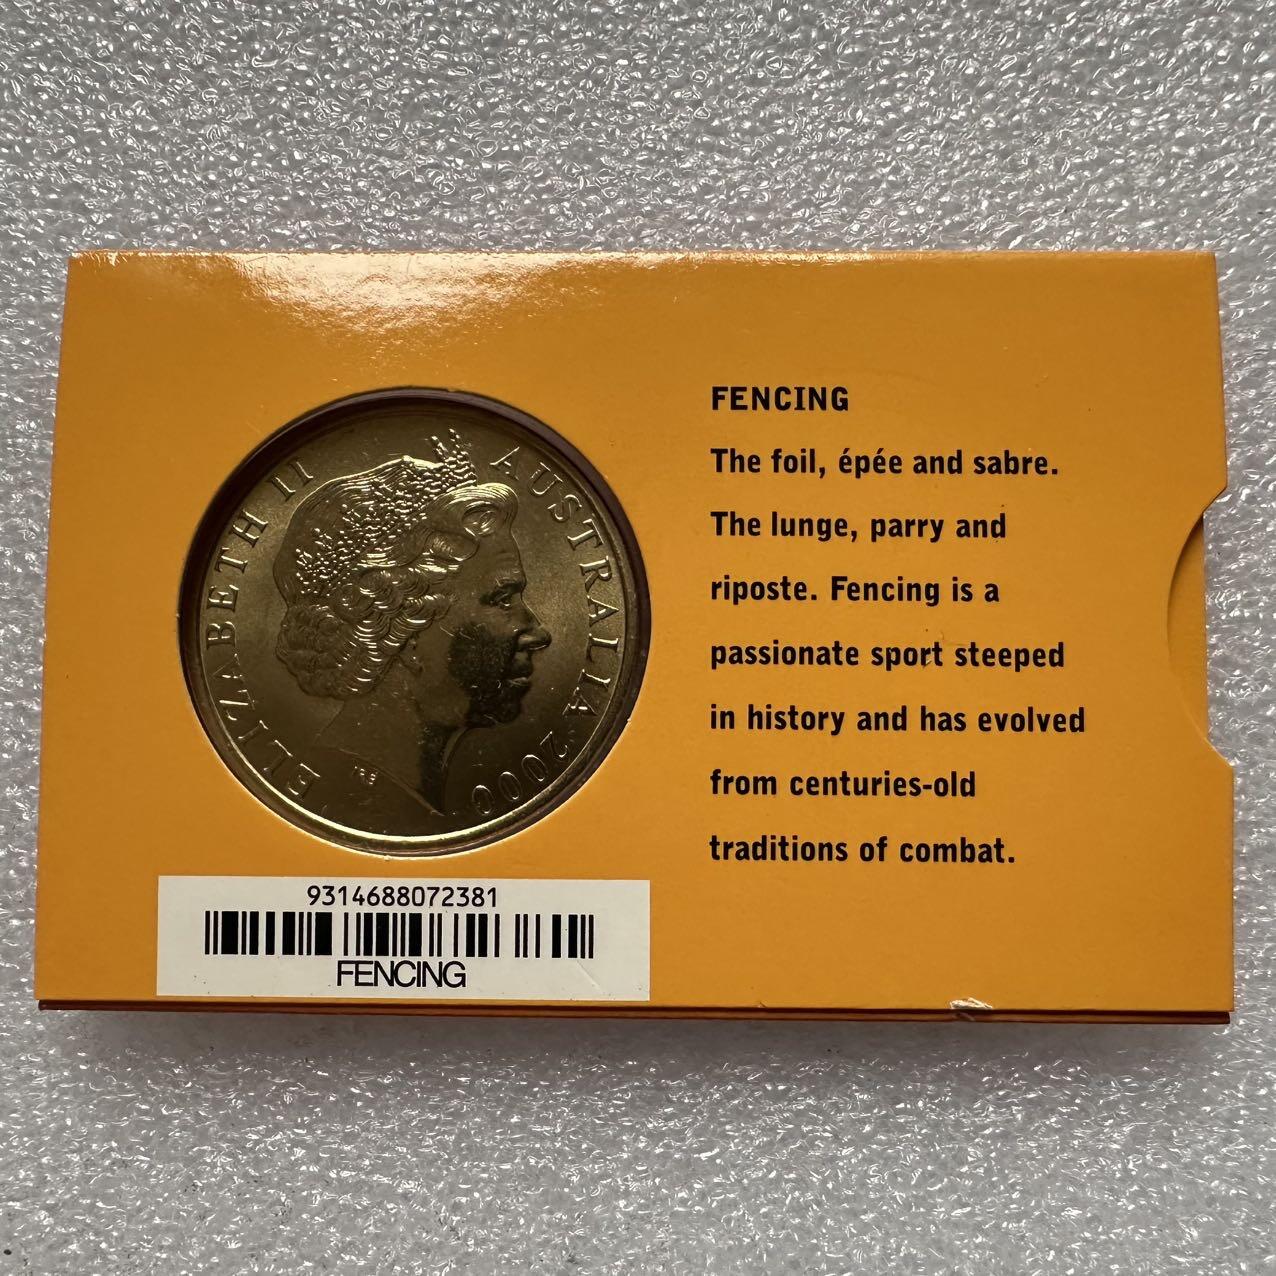 ELIZABETH II
AUSTRALIA 2000
IRB
FENCING
The foil, épée and sabre.
The lunge, parry and
riposte. Fencing is a
passionate sport steeped
in history and has evolved
from centuries-old
traditions of combat.
9314688072381
FENCING